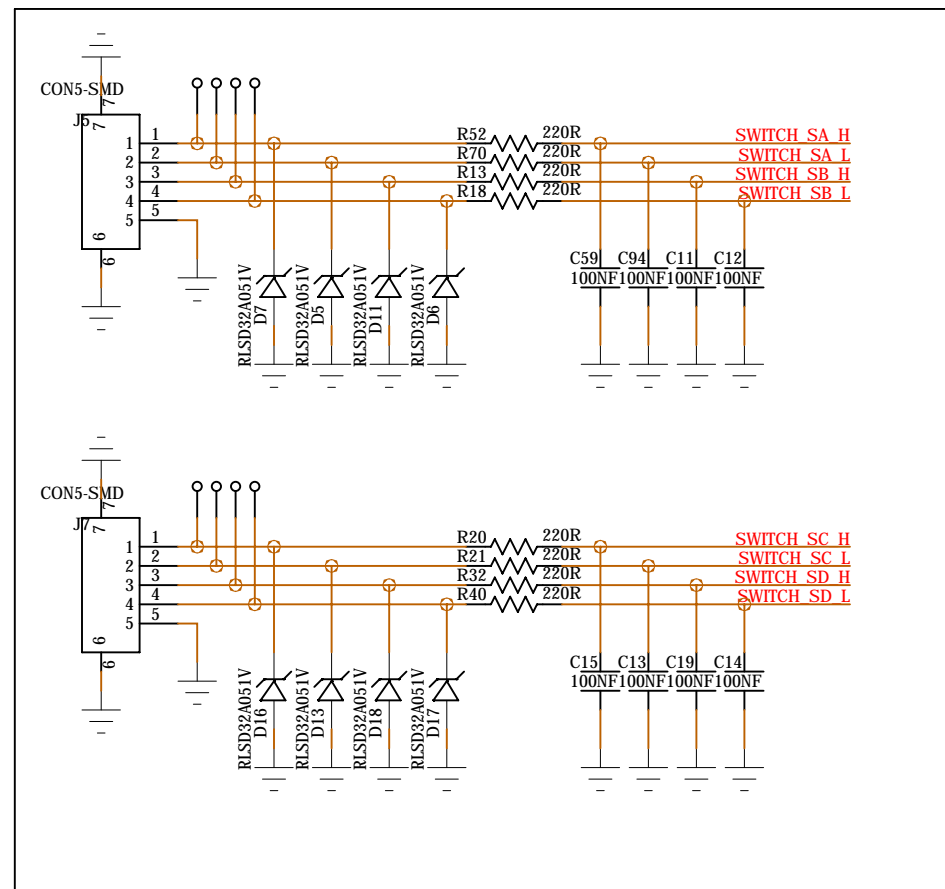 CON5-SMD
7
J5
7
1 1 R52 220R SWITCH_SA_H
2 2 R70 220R SWITCH_SA_L
3 3 R13 220R SWITCH_SB_H
4 4 R18 220R SWITCH_SB_L
5 5
6
6
RLSD32A051V D7 RLSD32A051V D5 RLSD32A051V D11 RLSD32A051V D6
C59 C94 C11 C12
100NF 100NF 100NF 100NF
CON5-SMD
7
J7
7
1 1 R20 220R SWITCH_SC_H
2 2 R21 220R SWITCH_SC_L
3 3 R32 220R SWITCH_SD_H
4 4 R40 220R SWITCH_SD_L
5 5
6
6
RLSD32A051V D16 RLSD32A051V D13 RLSD32A051V D18 RLSD32A051V D17
C15 C13 C19 C14
100NF 100NF 100NF 100NF